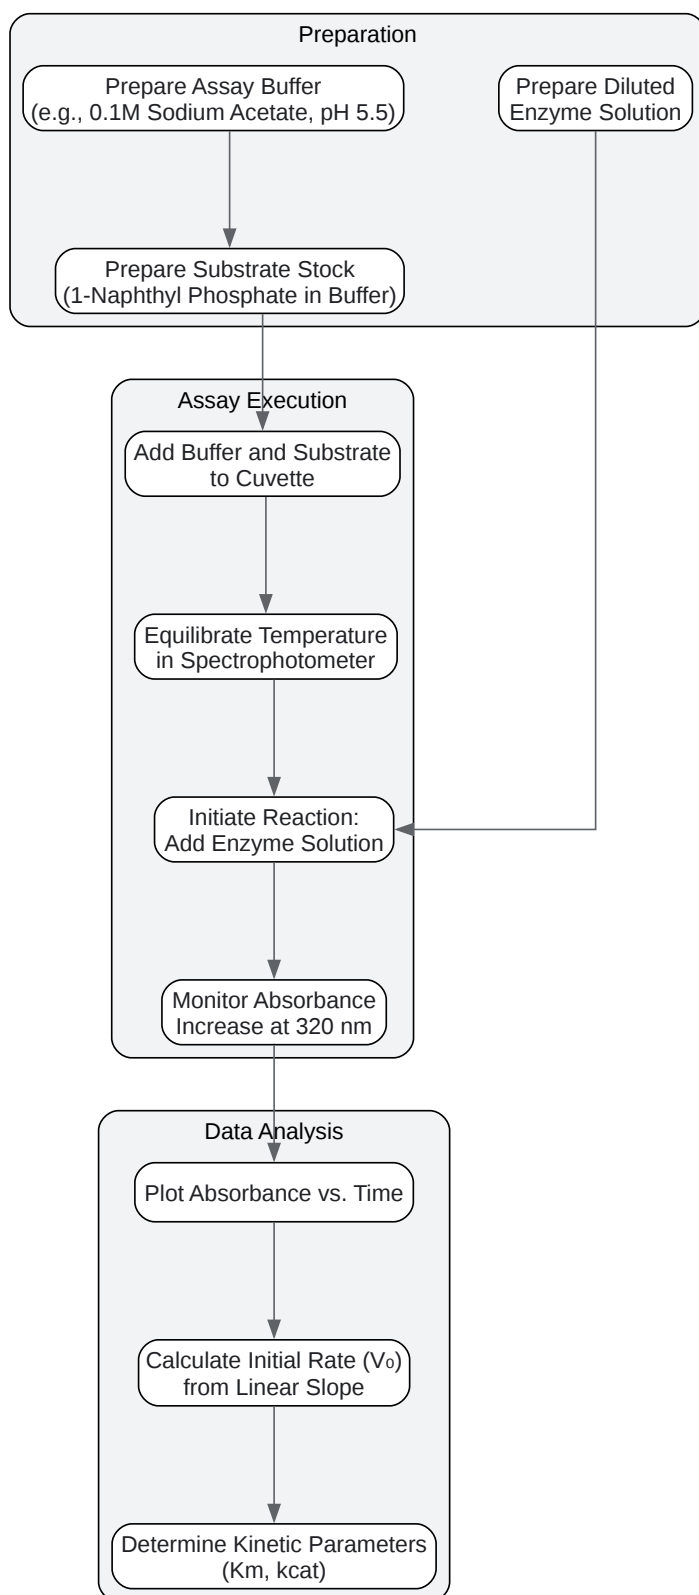 Preparation
Prepare Assay Buffer
(e.g., 0.1M Sodium Acetate, pH 5.5)
Prepare Diluted
Enzyme Solution
Prepare Substrate Stock
(1-Naphthyl Phosphate in Buffer)
Assay Execution
Add Buffer and Substrate
to Cuvette
Equilibrate Temperature
in Spectrophotometer
Initiate Reaction:
Add Enzyme Solution
Monitor Absorbance
Increase at 320 nm
Data Analysis
Plot Absorbance vs. Time
Calculate Initial Rate (V₀)
from Linear Slope
Determine Kinetic Parameters
(Km, kcat)